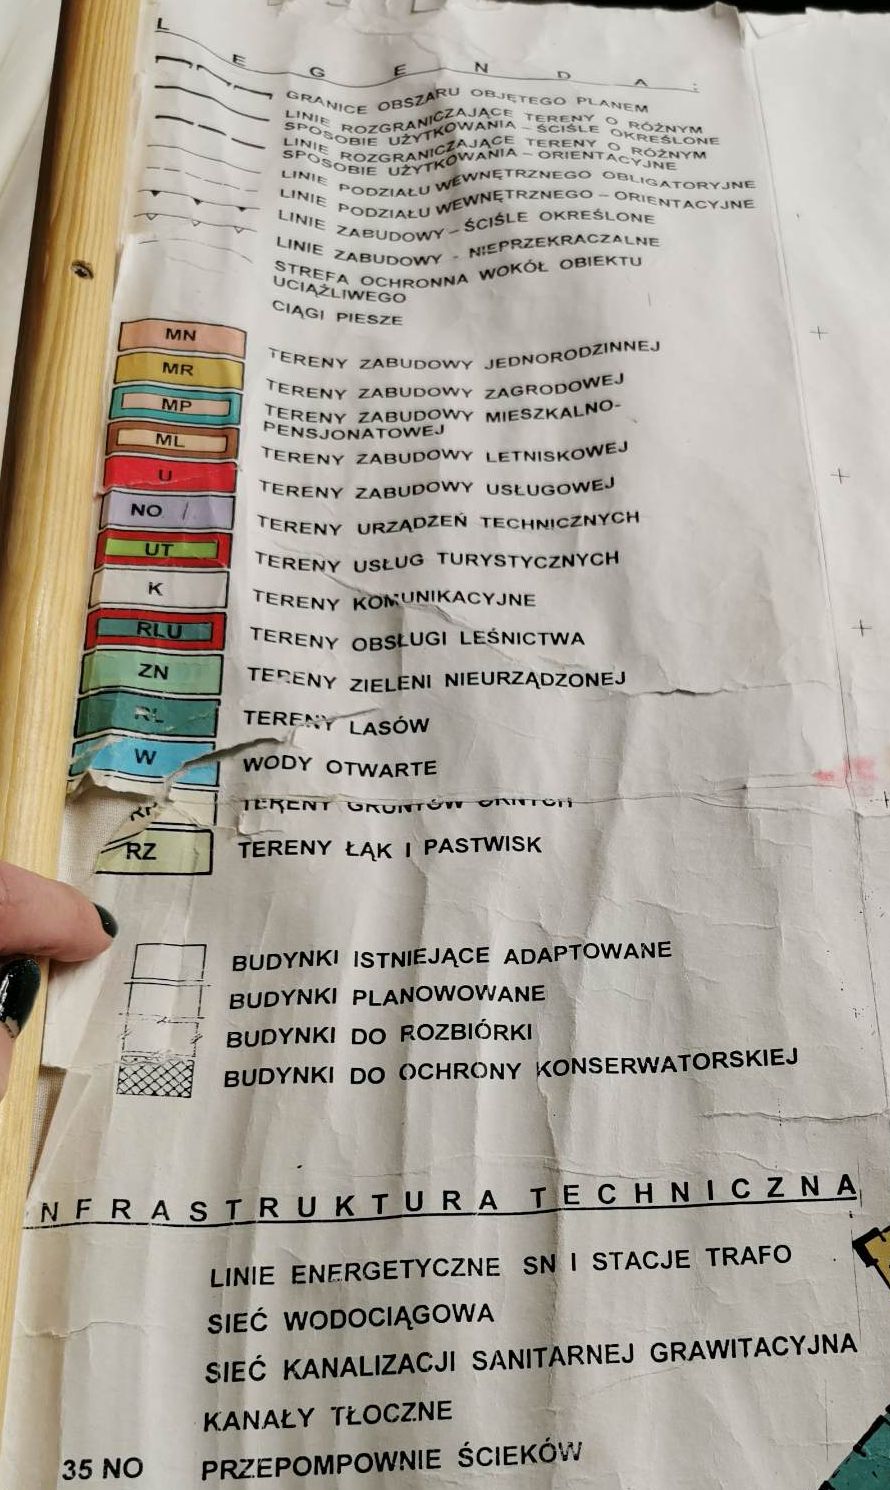 L E G E N D A :
GRANICE OBSZARU OBJĘTEGO PLANEM
LINIE ROZGRANICZAJĄCE TERENY O RÓŻNYM
SPOSOBIE UŻYTKOWANIA - ŚCIŚLE OKREŚLONE
LINIE ROZGRANICZAJĄCE TERENY O RÓŻNYM
SPOSOBIE UŻYTKOWANIA - ORIENTACYJNE
LINIE PODZIAŁU WEWNĘTRZNEGO OBLIGATORYJNE
LINIE PODZIAŁU WEWNĘTRZNEGO - ORIENTACYJNE
LINIE ZABUDOWY - ŚCIŚLE OKREŚLONE
LINIE ZABUDOWY - NIEPRZEKRACZALNE
STREFA OCHRONNA WOKÓŁ OBIEKTU
UCIĄŻLIWEGO
CIĄGI PIESZE
MN TERENY ZABUDOWY JEDNORODZINNEJ
MR TERENY ZABUDOWY ZAGRODOWEJ
MP TERENY ZABUDOWY MIESZKALNO-
PENSJONATOWEJ
ML TERENY ZABUDOWY LETNISKOWEJ
U TERENY ZABUDOWY USŁUGOWEJ
NO / TERENY URZĄDZEŃ TECHNICZNYCH
UT TERENY USŁUG TURYSTYCZNYCH
K TERENY KOMUNIKACYJNE
RLU TERENY OBSŁUGI LEŚNICTWA
ZN TERENY ZIELENI NIEURZĄDZONEJ
RL TERENY LASÓW
W WODY OTWARTE
TERENY GRUNTÓW ORNYCH
RZ TERENY ŁĄK I PASTWISK
BUDYNKI ISTNIEJĄCE ADAPTOWANE
BUDYNKI PLANOWOWANE
BUDYNKI DO ROZBIÓRKI
BUDYNKI DO OCHRONY KONSERWATORSKIEJ
NFRASTRUKTURA TECHNICZNA
LINIE ENERGETYCZNE SN I STACJE TRAFO
SIEĆ WODOCIĄGOWA
SIEĆ KANALIZACJI SANITARNEJ GRAWITACYJNA
KANAŁY TŁOCZNE
35 NO PRZEPOMPOWNIE ŚCIEKÓW